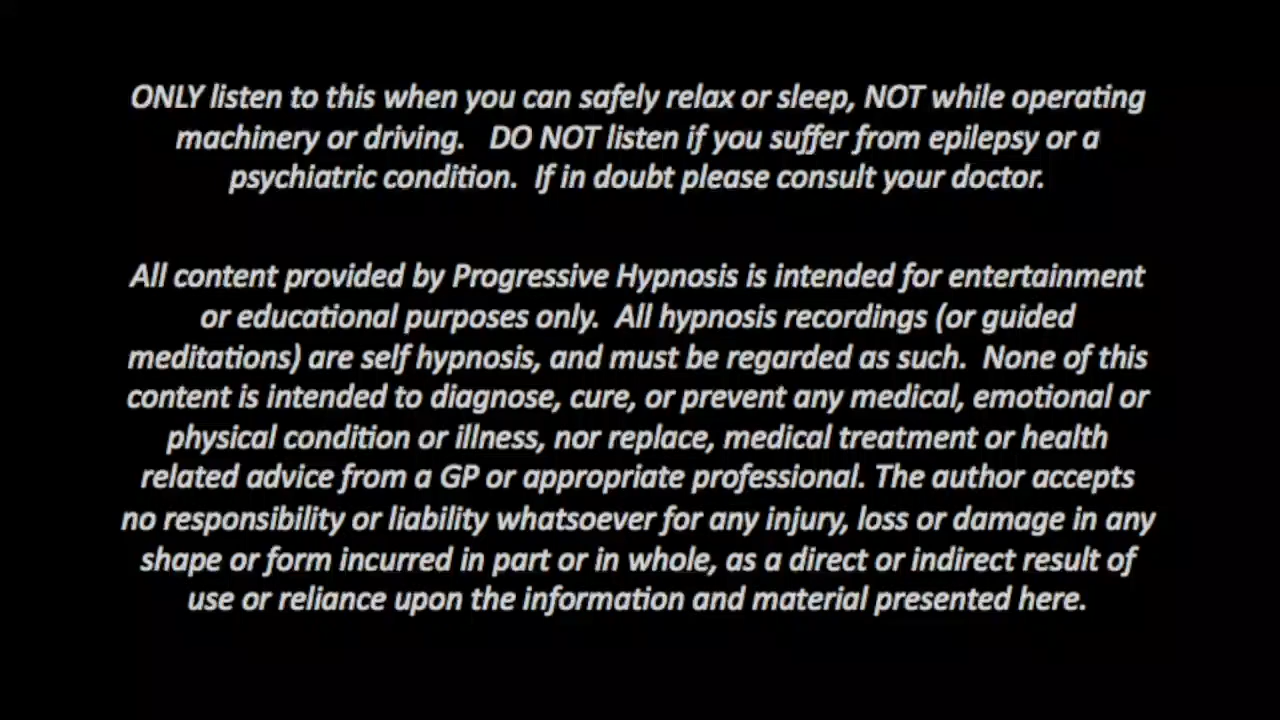 ONLY listen to this when you can safely relax or sleep, NOT while operating
machinery or driving.   DO NOT listen if you suffer from epilepsy or a
psychiatric condition.  If in doubt please consult your doctor.
All content provided by Progressive Hypnosis is intended for entertainment
or educational purposes only.  All hypnosis recordings (or guided
meditations) are self hypnosis, and must be regarded as such.  None of this
content is intended to diagnose, cure, or prevent any medical, emotional or
physical condition or illness, nor replace, medical treatment or health
related advice from a GP or appropriate professional. The author accepts
no responsibility or liability whatsoever for any injury, loss or damage in any
shape or form incurred in part or in whole, as a direct or indirect result of
use or reliance upon the information and material presented here.